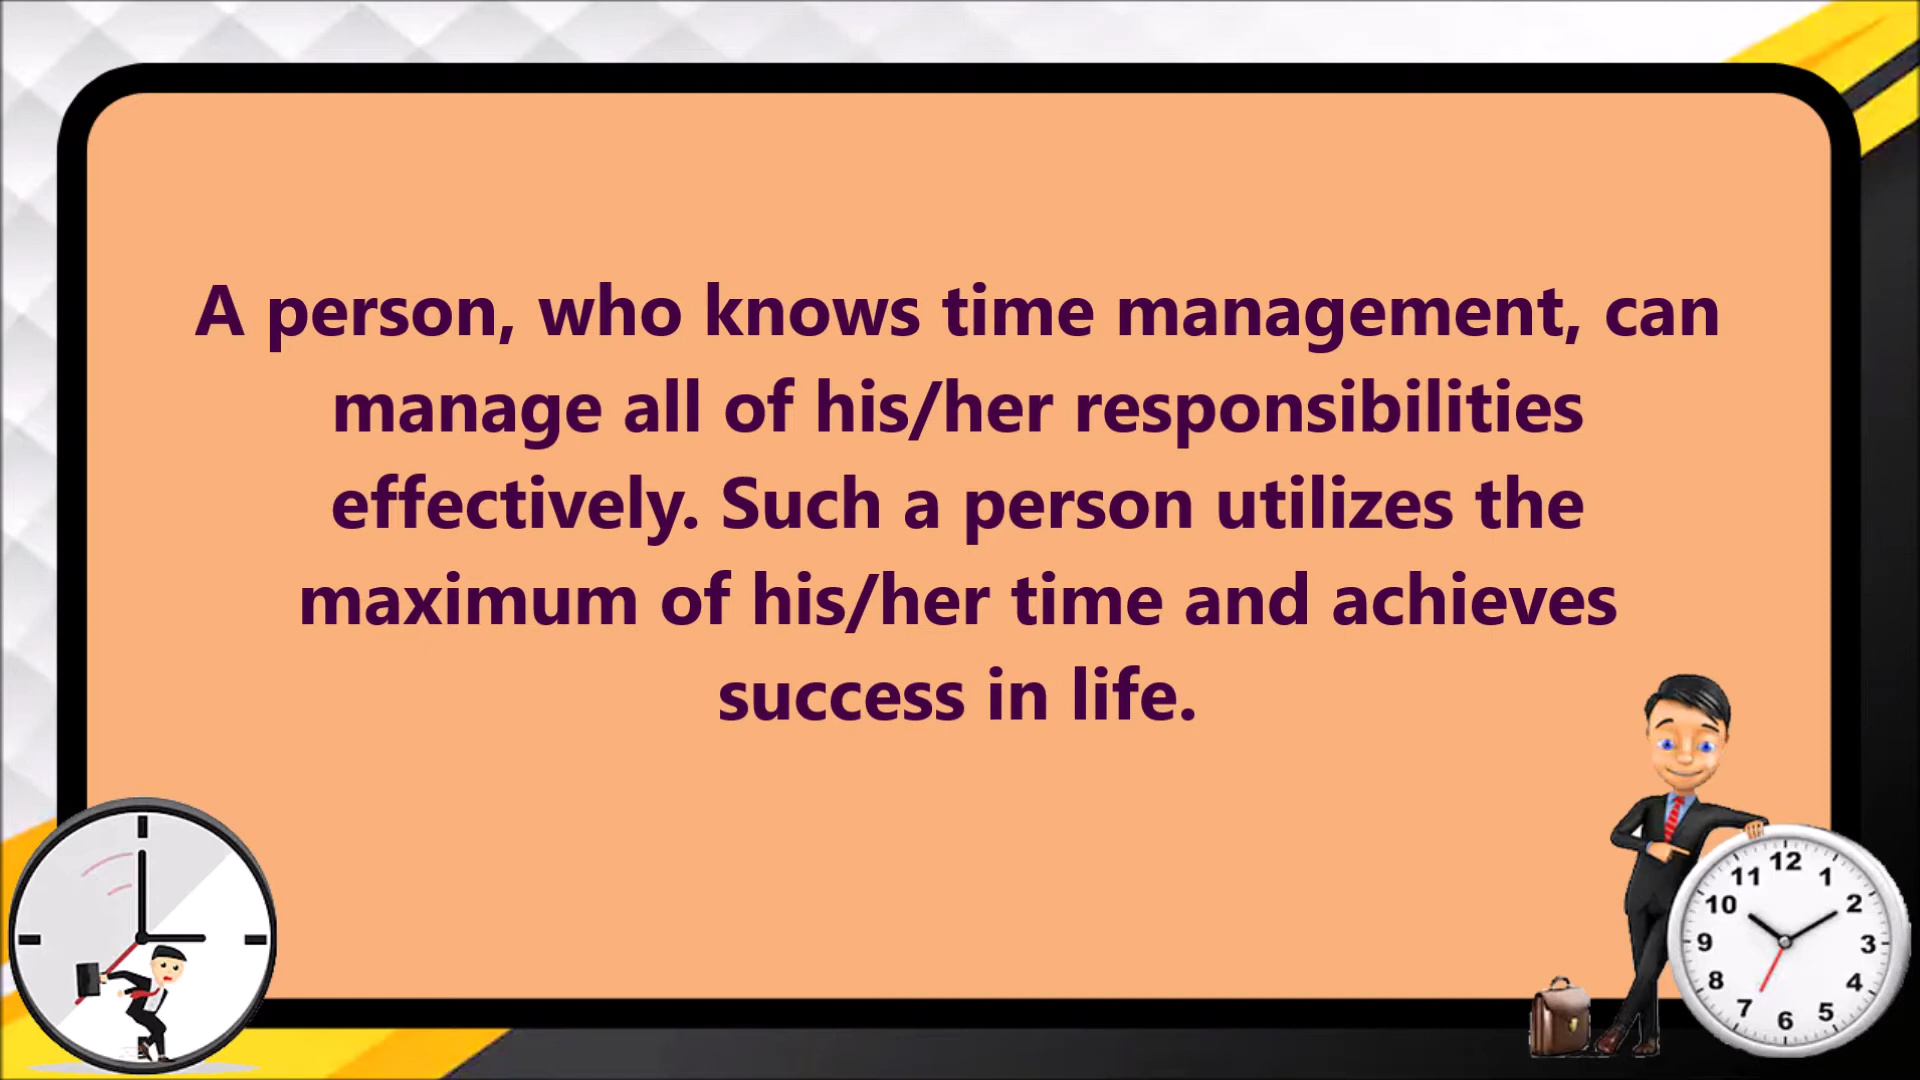 A person, who knows time management, can
manage all of his/her responsibilities
effectively. Such a person utilizes the
maximum of his/her time and achieves
success in life.
12
11 1
10 2
9 3
8 4
7 5
6